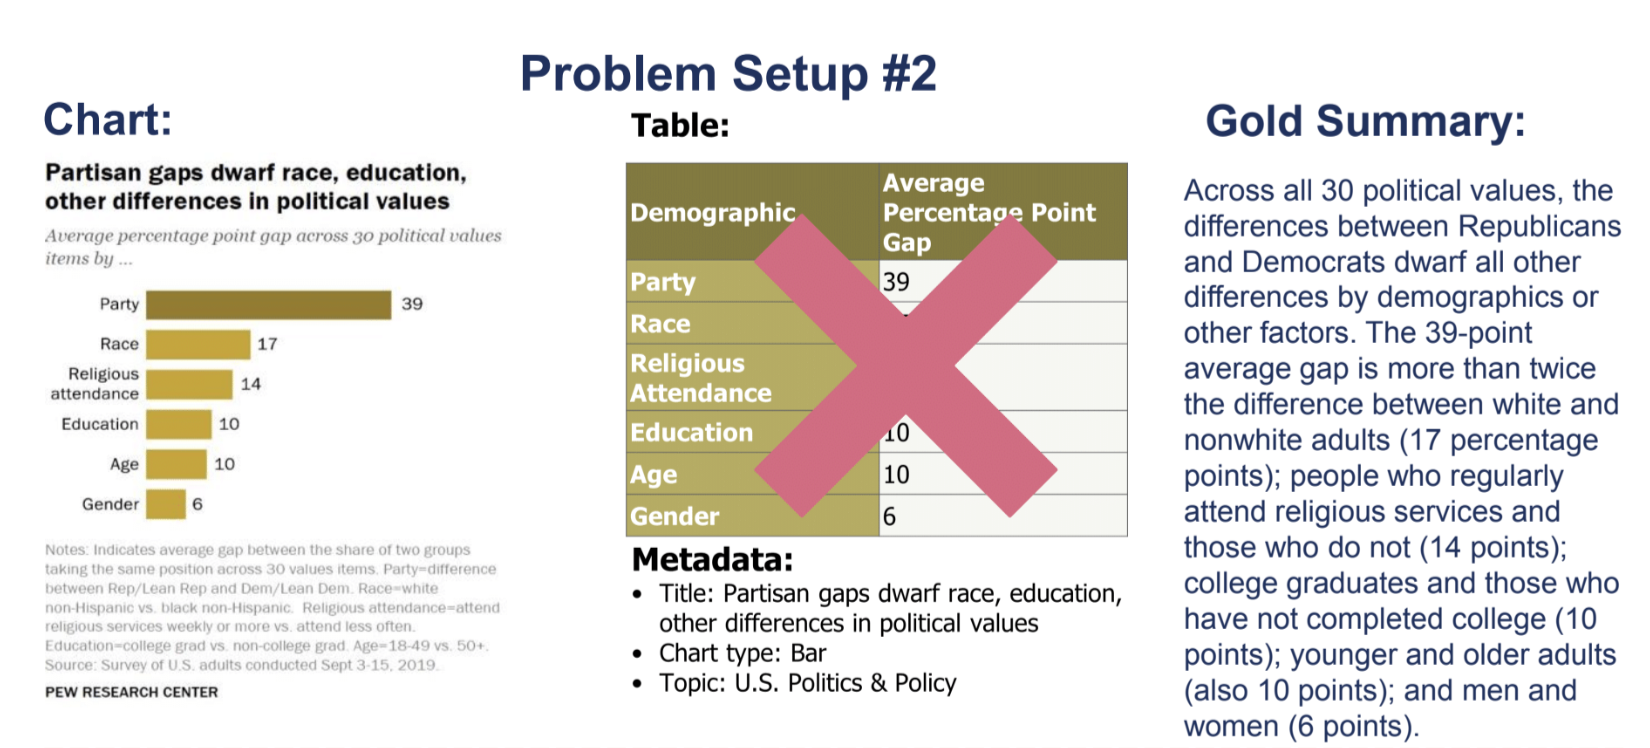 Problem Setup #2
Chart:
Partisan gaps dwarf race, education,
other differences in political values
Average percentage point gap across 30 political values
items by ...
Party 39
Race 17
Religious
attendance 14
Education 10
Age 10
Gender 6
Notes: Indicates average gap between the share of two groups
taking the same position across 30 values items. Party=difference
between Rep/Lean Rep and Dem/Lean Dem. Race=white
non-Hispanic vs. black non-Hispanic. Religious attendance=attend
religious services weekly or more vs. attend less often.
Education=college grad vs. non-college grad. Age=18-49 vs. 50+.
Source: Survey of U.S. adults conducted Sept 3-15, 2019.
PEW RESEARCH CENTER
Table:
Demographic
Average
Percentage Point
Gap
Party 39
Race
Religious
Attendance
Education 10
Age 10
Gender 6
Metadata:
• Title: Partisan gaps dwarf race, education,
other differences in political values
• Chart type: Bar
• Topic: U.S. Politics & Policy
Gold Summary:
Across all 30 political values, the
differences between Republicans
and Democrats dwarf all other
differences by demographics or
other factors. The 39-point
average gap is more than twice
the difference between white and
nonwhite adults (17 percentage
points); people who regularly
attend religious services and
those who do not (14 points);
college graduates and those who
have not completed college (10
points); younger and older adults
(also 10 points); and men and
women (6 points).